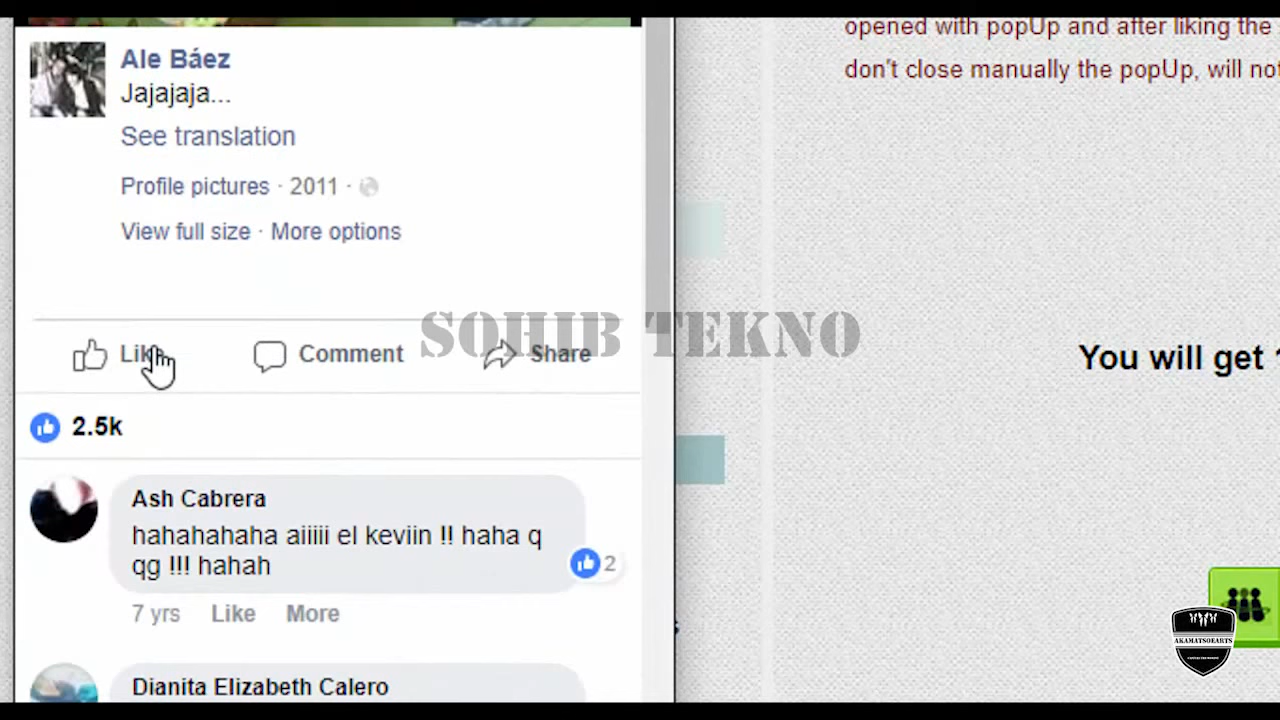 opened with popUp and after liking the
don't close manually the popUp, will not
Ale Báez
Jajajaja...
See translation
Profile pictures · 2011 ·
View full size · More options
SOHIB TEKNO
Like
Comment
Share
You will get
2.5k
Ash Cabrera
hahahahaha aiiiii el keviin !! haha q
qg !!! hahah
2
7 yrs Like More
AKAMATSOEARTS
Dianita Elizabeth Calero